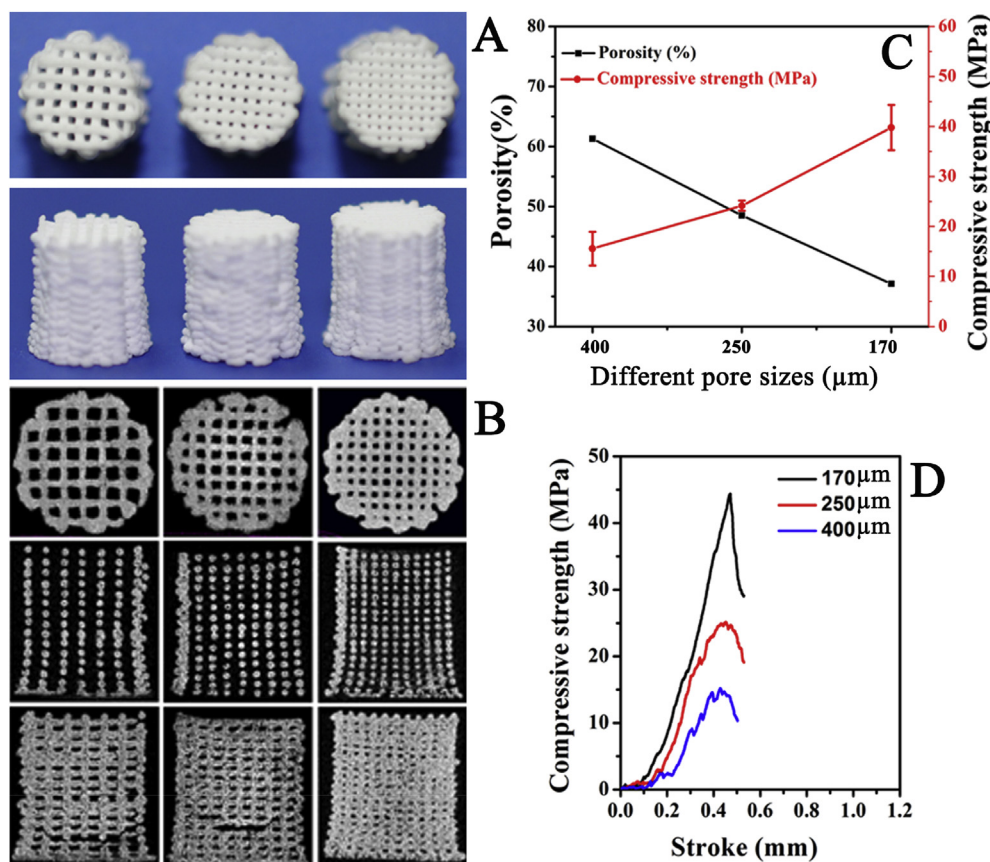 A
B
C
80
70
60
50
40
30
Porosity(%)
Porosity (%)
Compressive strength (MPa)
60
50
40
30
20
10
0
Compressive strength (MPa)
400
250
170
Different pore sizes (µm)
D
50
40
30
20
10
0
Compressive strength (MPa)
170µm
250µm
400µm
0.0
0.2
0.4
0.6
0.8
1.0
1.2
Stroke (mm)